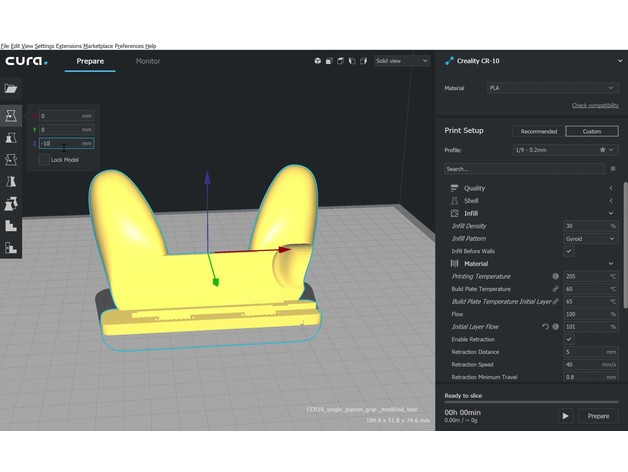 File Edit View Settings Extensions Marketplace Preferences Help
cura. Prepare Monitor Solid view Creality CR-10
Material PLA
Check compatibility
X 0 mm
Y 0 mm
Z -10 mm
Lock Model
Print Setup Recommended Custom
Profile: 1/9 - 0.2mm
Search...
Quality
Shell
Infill
Infill Density 30 %
Infill Pattern Gyroid
Infill Before Walls
Material
Printing Temperature 205 °C
Build Plate Temperature 60 °C
Build Plate Temperature Initial Layer 65 °C
Flow 100 %
Initial Layer Flow 101 %
Enable Retraction
Retraction Distance 5 mm
Retraction Speed 40 mm/s
Retraction Minimum Travel 0.8 mm
Ready to slice
00h 00min
0.00m / ~ 0g
Prepare
CCR10_single_joycon_grip-_modified_test
189.4 x 51.8 x 74.6 mm